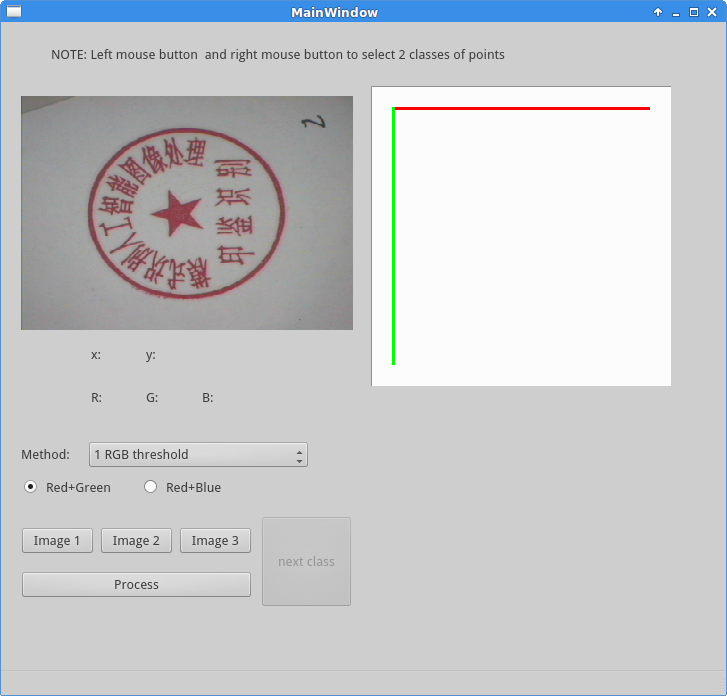 MainWindow
NOTE: Left mouse button  and right mouse button to select 2 classes of points
2
模式识别人工智能图像处理
印鉴识别
x:
y:
R:
G:
B:
Method:
1 RGB threshold
Red+Green
Red+Blue
Image 1
Image 2
Image 3
next class
Process